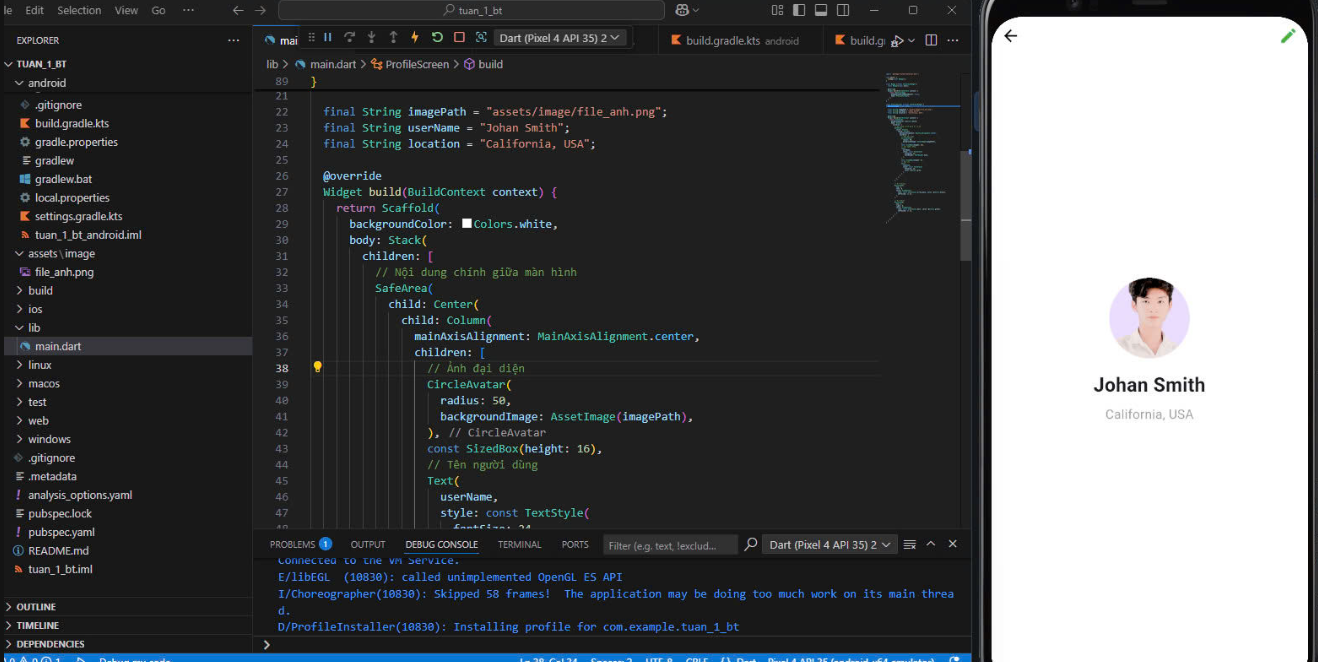 Edit Selection View Go ···
tuan_1_bt
EXPLORER ···
TUAN_1_BT
android
.gitignore
build.gradle.kts
gradle.properties
gradlew
gradlew.bat
local.properties
settings.gradle.kts
tuan_1_bt_android.iml
assets \ image
file_anh.png
build
ios
lib
main.dart
linux
macos
test
web
windows
.gitignore
.metadata
analysis_options.yaml
pubspec.lock
pubspec.yaml
README.md
tuan_1_bt.iml
OUTLINE
TIMELINE
DEPENDENCIES
mai
Dart (Pixel 4 API 35) 2
build.gradle.kts android
build.g
lib > main.dart > ProfileScreen > build
89 }
21
22 final String imagePath = "assets/image/file_anh.png";
23 final String userName = "Johan Smith";
24 final String location = "California, USA";
25
26 @override
27 Widget build(BuildContext context) {
28 return Scaffold(
29 backgroundColor: Colors.white,
30 body: Stack(
31 children: [
32 // Nội dung chính giữa màn hình
33 SafeArea(
34 child: Center(
35 child: Column(
36 mainAxisAlignment: MainAxisAlignment.center,
37 children: [
38 // Ảnh đại diện
39 CircleAvatar(
40 radius: 50,
41 backgroundImage: AssetImage(imagePath),
42 ), // CircleAvatar
43 const SizedBox(height: 16),
44 // Tên người dùng
45 Text(
46 userName,
47 style: const TextStyle(
48 fontSize: 24
PROBLEMS 1 OUTPUT DEBUG CONSOLE TERMINAL PORTS
Filter (e.g. text, !exclud...
Dart (Pixel 4 API 35) 2
Connected to the VM Service.
E/libEGL (10830): called unimplemented OpenGL ES API
I/Choreographer(10830): Skipped 58 frames! The application may be doing too much work on its main threa
d.
D/ProfileInstaller(10830): Installing profile for com.example.tuan_1_bt
>
Johan Smith
California, USA